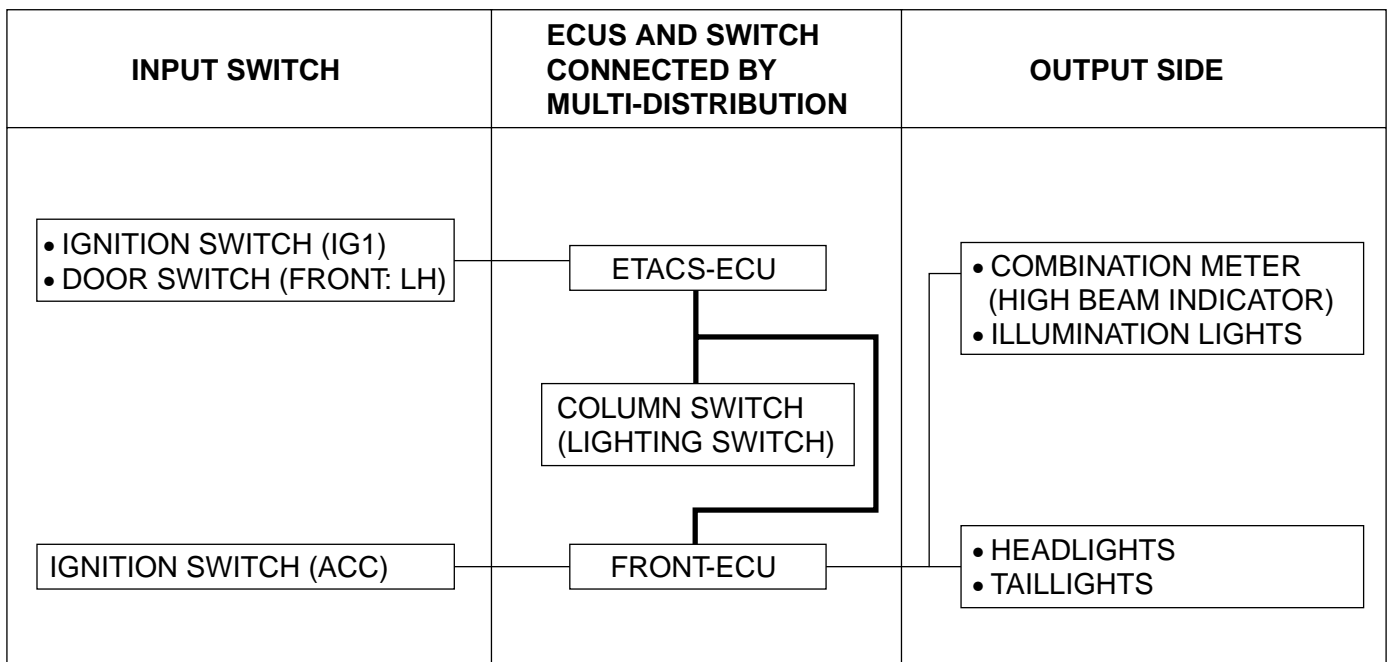 INPUT SWITCH
ECUS AND SWITCH
CONNECTED BY
MULTI-DISTRIBUTION
OUTPUT SIDE
• IGNITION SWITCH (IG1)
• DOOR SWITCH (FRONT: LH)
ETACS-ECU
• COMBINATION METER
(HIGH BEAM INDICATOR)
• ILLUMINATION LIGHTS
COLUMN SWITCH
(LIGHTING SWITCH)
IGNITION SWITCH (ACC)
FRONT-ECU
• HEADLIGHTS
• TAILLIGHTS